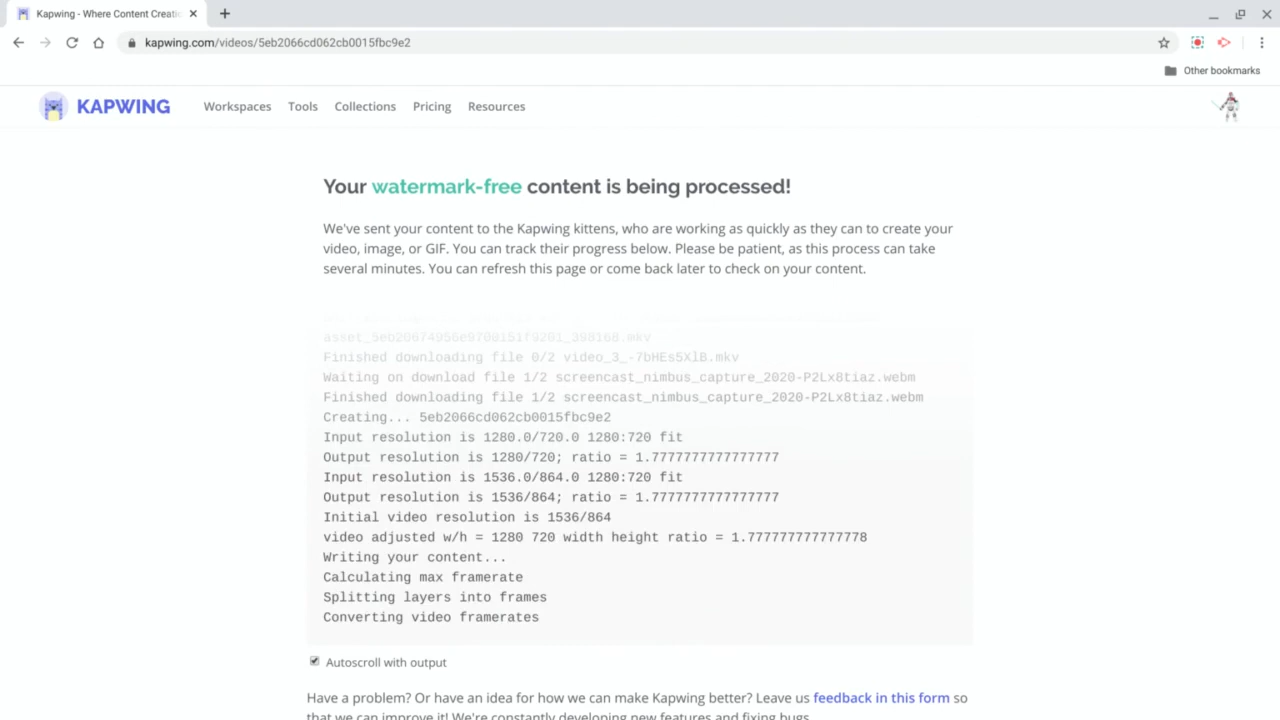 Kapwing - Where Content Creati
kapwing.com/videos/5eb2066cd062cb0015fbc9e2
Other bookmarks
KAPWING Workspaces Tools Collections Pricing Resources
Your watermark-free content is being processed!
We've sent your content to the Kapwing kittens, who are working as quickly as they can to create your
video, image, or GIF. You can track their progress below. Please be patient, as this process can take
several minutes. You can refresh this page or come back later to check on your content.
Finished downloading file 0/2 video_3_-7bHEs5XlB.mkv
Waiting on download file 1/2 screencast_nimbus_capture_2020-P2Lx8tiaz.webm
Finished downloading file 1/2 screencast_nimbus_capture_2020-P2Lx8tiaz.webm
Creating... 5eb2066cd062cb0015fbc9e2
Input resolution is 1280.0/720.0 1280:720 fit
Output resolution is 1280/720; ratio = 1.7777777777777777
Input resolution is 1536.0/864.0 1280:720 fit
Output resolution is 1536/864; ratio = 1.7777777777777777
Initial video resolution is 1536/864
video adjusted w/h = 1280 720 width height ratio = 1.777777777777778
Writing your content...
Calculating max framerate
Splitting layers into frames
Converting video framerates
Autoscroll with output
Have a problem? Or have an idea for how we can make Kapwing better? Leave us feedback in this form so
that we can improve it! We're constantly developing new features and fixing bugs.